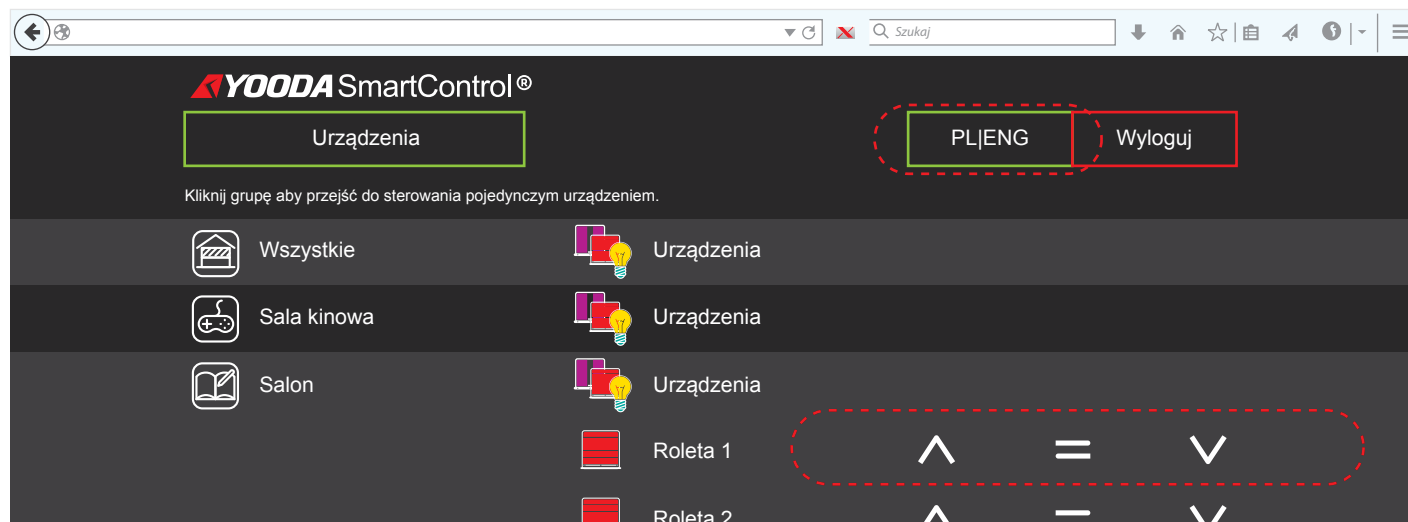 Szukaj
YOODA SmartControl®
Urządzenia
PL|ENG
Wyloguj
Kliknij grupę aby przejść do sterowania pojedynczym urządzeniem.
Wszystkie Urządzenia
Sala kinowa Urządzenia
Salon Urządzenia
Roleta 1
Roleta 2